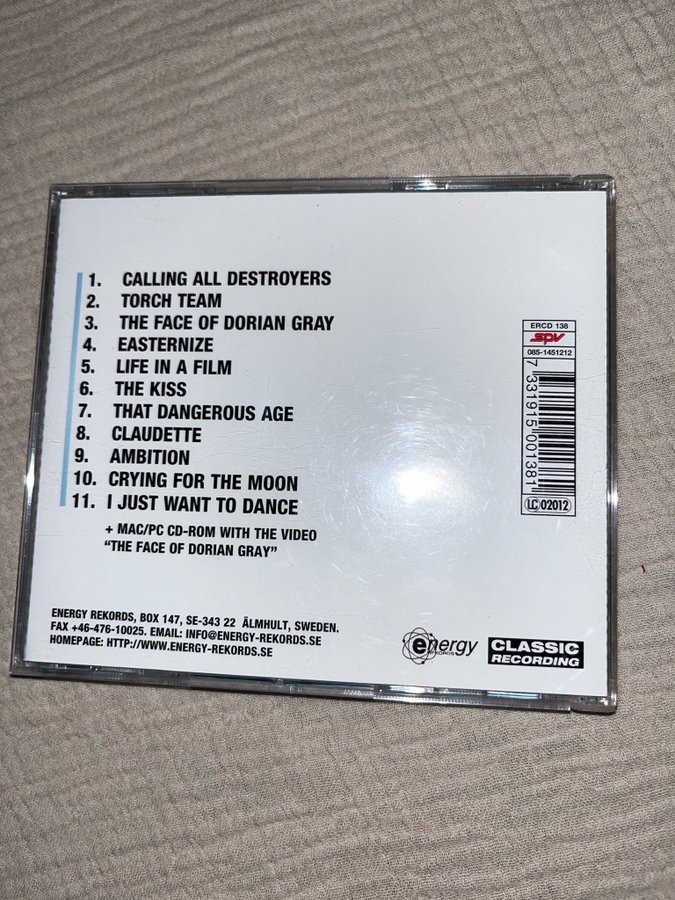 1. CALLING ALL DESTROYERS
2. TORCH TEAM
3. THE FACE OF DORIAN GRAY
4. EASTERNIZE
5. LIFE IN A FILM
6. THE KISS
7. THAT DANGEROUS AGE
8. CLAUDETTE
9. AMBITION
10. CRYING FOR THE MOON
11. I JUST WANT TO DANCE
+ MAC/PC CD-ROM WITH THE VIDEO
“THE FACE OF DORIAN GRAY”
ERCD 138
SPV
085-1451212
7 331915 001381
LC 02012
ENERGY REKORDS, BOX 147, SE-343 22 ÄLMHULT, SWEDEN.
FAX +46-476-10025. EMAIL: INFO@ENERGY-REKORDS.SE
HOMEPAGE: HTTP://WWW.ENERGY-REKORDS.SE
energy
REKORDS
CLASSIC
RECORDING